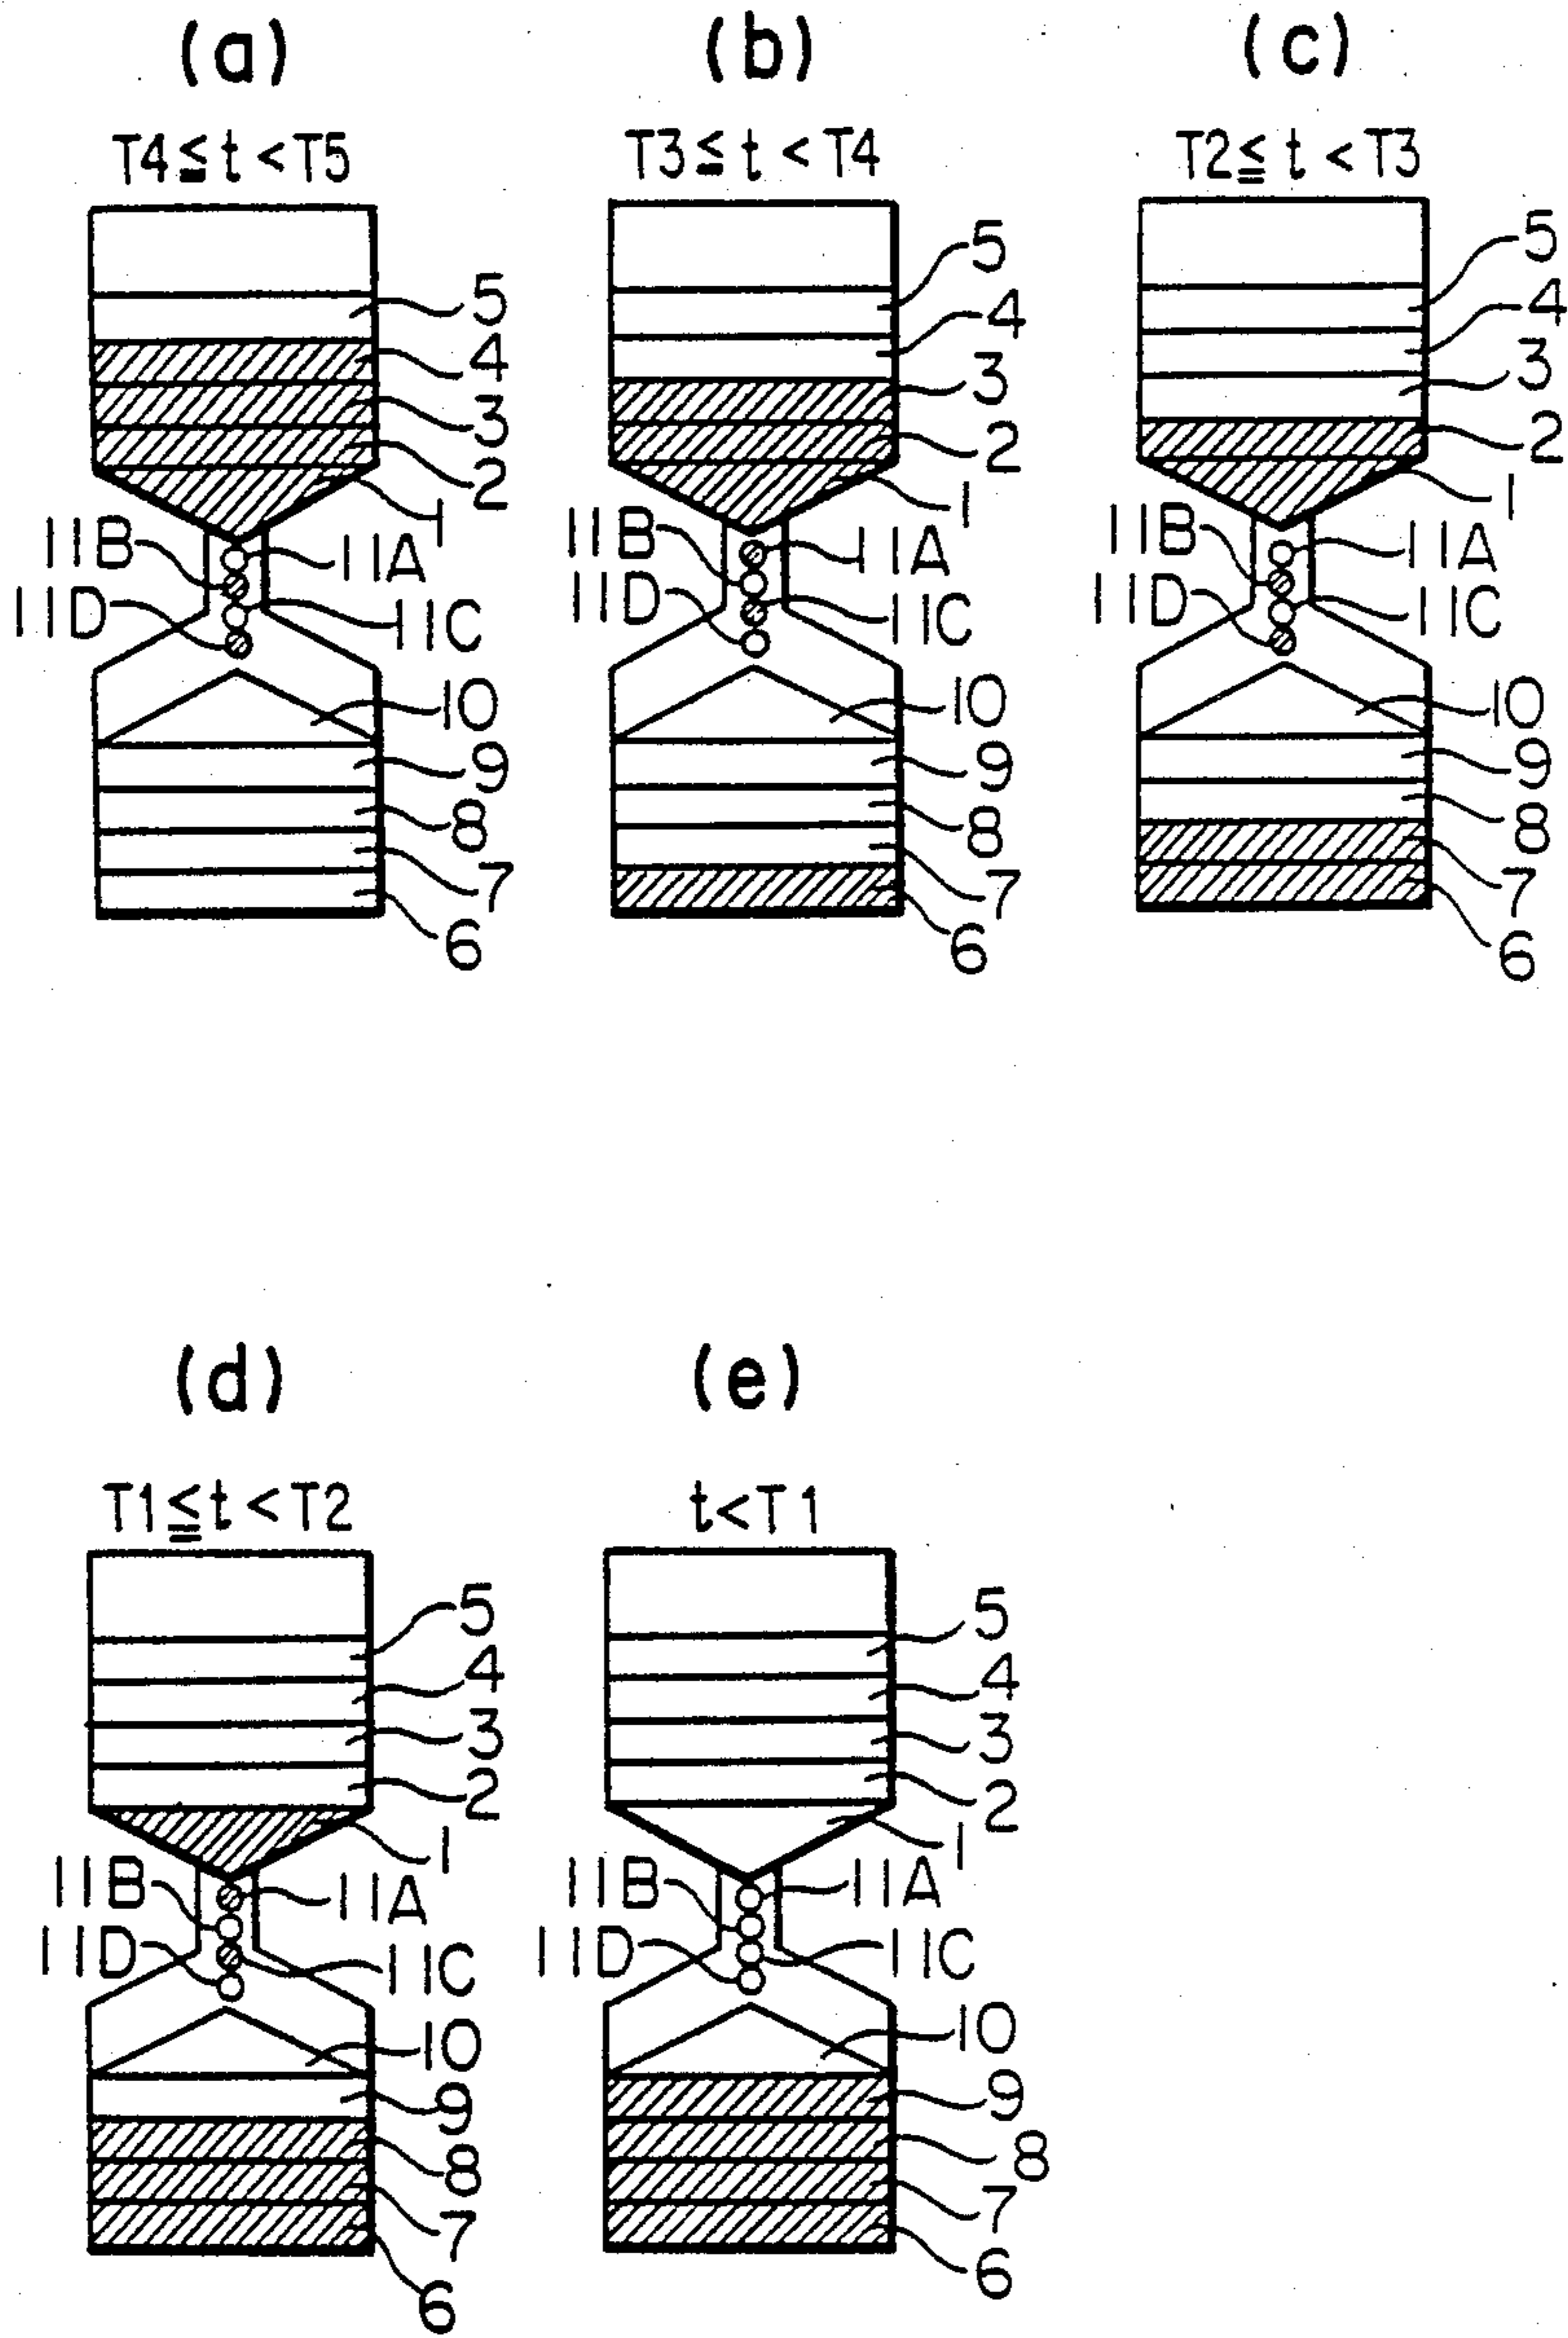 (a) (b) (c)
T4≦t<T5 T3≦t<T4 T2≦t<T3
5 5 5
4 4 4
3 3 3
2 2 2
1 1 1
11B 11A 11B 11A 11B 11A
11D 11C 11D 11C 11D 11C
10 10 10
9 9 9
8 8 8
7 7 7
6 6 6
(d) (e)
T1≦t<T2 t<T1
5 5
4 4
3 3
2 2
1 1
11B 11A 11B 11A
11D 11C 11D 11C
10 10
9 9
8 8
7 7
6 6